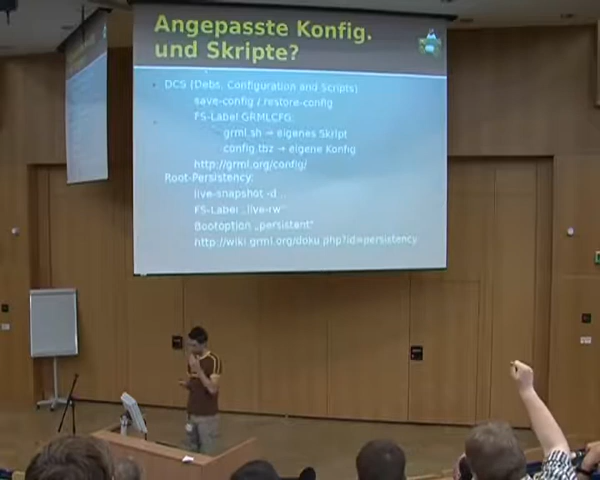 Angepasste Konfig.
und Skripte?
DCS (Debs, Configuration and Scripts)
save-config / restore-config
FS-Label GRMLCFG:
grml.sh → eigenes Skript
config.tbz → eigene Konfig
http://grml.org/config/
Root-Persistency:
live-snapshot -d ...
FS-Label „live-rw“
Bootoption „persistent“
http://wiki.grml.org/doku.php?id=persistency